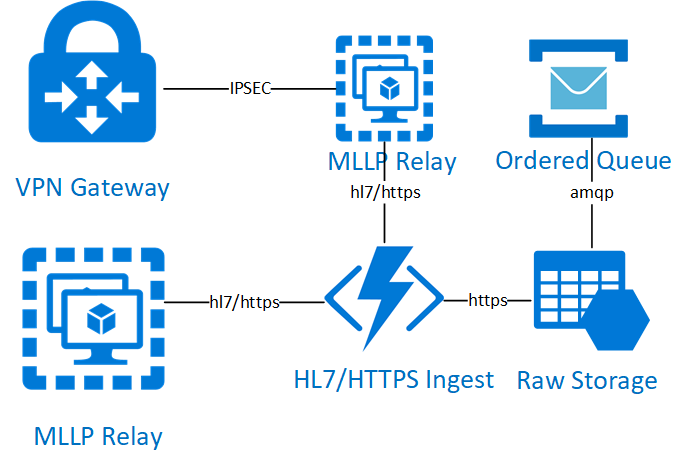 IPSEC
MLLP Relay
Ordered Queue
VPN Gateway
hl7/https
amqp
hl7/https
https
HL7/HTTPS Ingest
Raw Storage
MLLP Relay